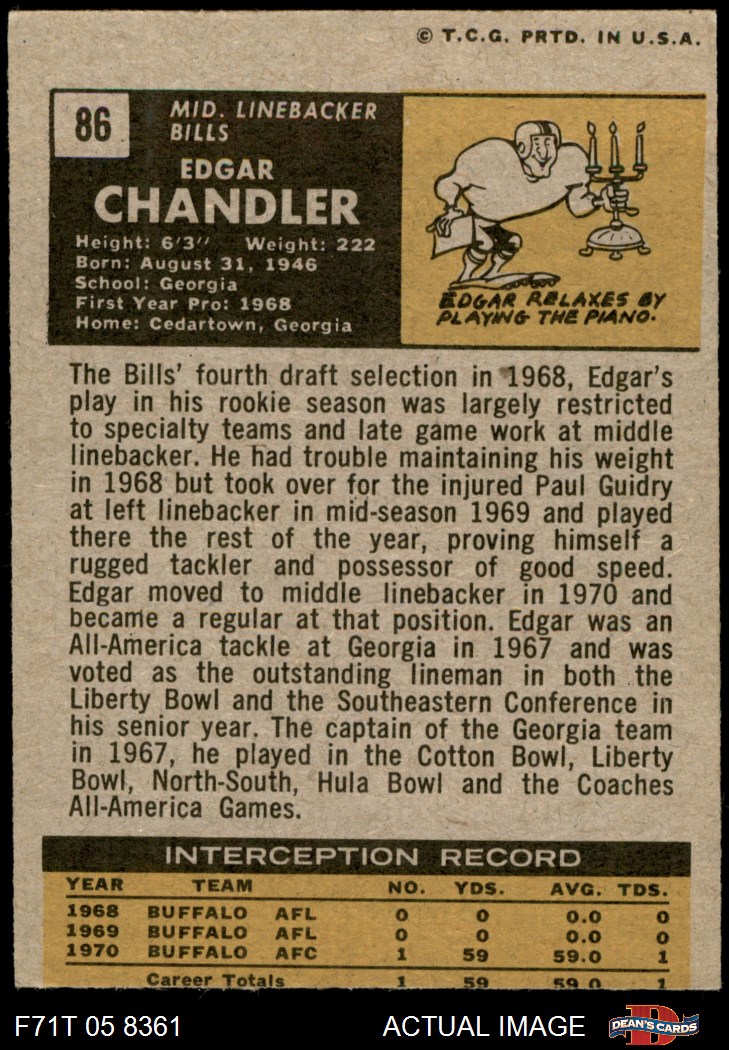 © T.C.G. PRTD. IN U.S.A.
86
MID. LINEBACKER
BILLS
EDGAR
CHANDLER
Height: 6'3" Weight: 222
Born: August 31, 1946
School: Georgia
First Year Pro: 1968
Home: Cedartown, Georgia
EDGAR RELAXES BY
PLAYING THE PIANO.
The Bills' fourth draft selection in 1968, Edgar's
play in his rookie season was largely restricted
to specialty teams and late game work at middle
linebacker. He had trouble maintaining his weight
in 1968 but took over for the injured Paul Guidry
at left linebacker in mid-season 1969 and played
there the rest of the year, proving himself a
rugged tackler and possessor of good speed.
Edgar moved to middle linebacker in 1970 and
became a regular at that position. Edgar was an
All-America tackle at Georgia in 1967 and was
voted as the outstanding lineman in both the
Liberty Bowl and the Southeastern Conference in
his senior year. The captain of the Georgia team
in 1967, he played in the Cotton Bowl, Liberty
Bowl, North-South, Hula Bowl and the Coaches
All-America Games.
INTERCEPTION RECORD
YEAR TEAM NO. YDS. AVG. TDS.
1968 BUFFALO AFL 0 0 0.0 0
1969 BUFFALO AFL 0 0 0.0 0
1970 BUFFALO AFC 1 59 59.0 1
Career Totals 1 59 59.0 1
F71T 05 8361 ACTUAL IMAGE DEAN'S CARDS